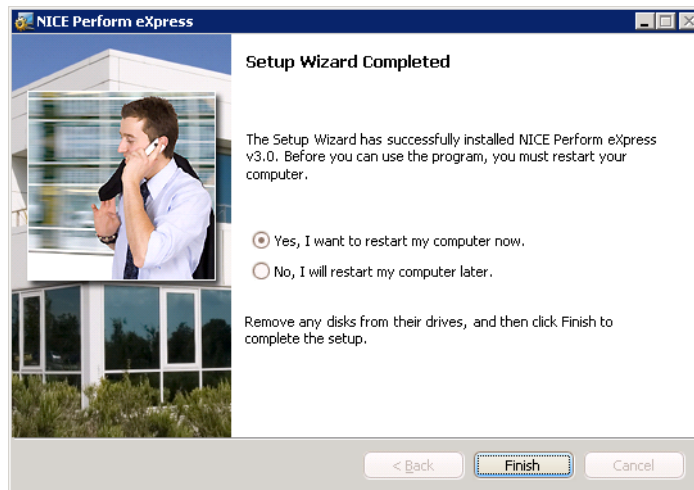 NICE Perform eXpress
Setup Wizard Completed
The Setup Wizard has successfully installed NICE Perform eXpress
v3.0. Before you can use the program, you must restart your
computer.
Yes, I want to restart my computer now.
No, I will restart my computer later.
Remove any disks from their drives, and then click Finish to
complete the setup.
< Back Finish Cancel